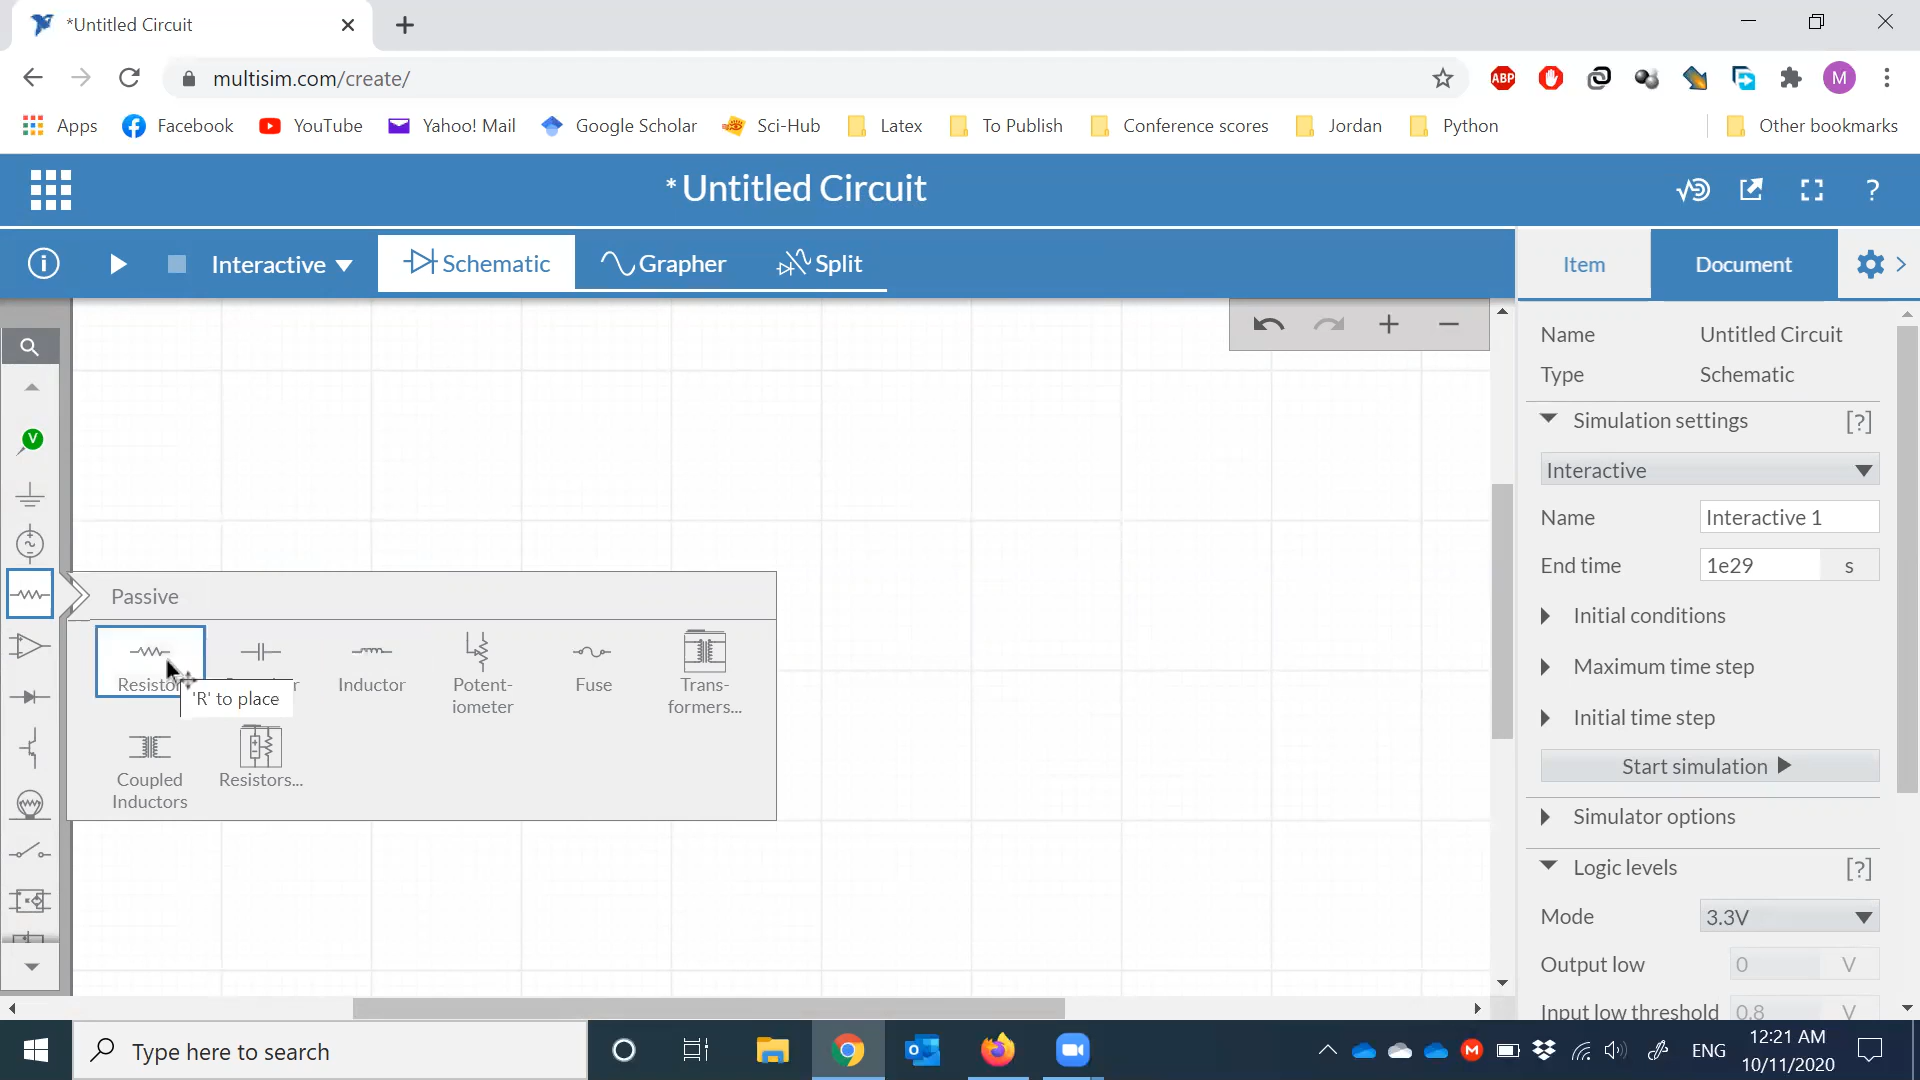 *Untitled Circuit
multisim.com/create/
ABP
M
Apps
Facebook
YouTube
Yahoo! Mail
Google Scholar
Sci-Hub
Latex
To Publish
Conference scores
Jordan
Python
Other bookmarks
* Untitled Circuit
?
Interactive
Schematic
Grapher
Split
Item
Document
V
Name
Untitled Circuit
Type
Schematic
Simulation settings
[?]
Interactive
Name
Interactive 1
End time
1e29
s
Initial conditions
Maximum time step
Initial time step
Start simulation
Simulator options
Logic levels
[?]
Mode
3.3V
Output low
0
V
Input low threshold
0.8
V
Passive
Resistor
Inductor
Potent-
iometer
Fuse
Trans-
formers...
'R' to place
Coupled
Inductors
Resistors...
Type here to search
M
ENG
12:21 AM
10/11/2020